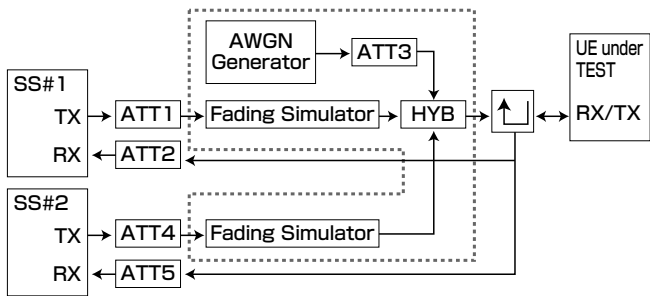 AWGN
Generator
ATT3
UE under
TEST
RX/TX
SS#1
TX
ATT1
Fading Simulator
HYB
RX
ATT2
SS#2
TX
ATT4
Fading Simulator
RX
ATT5